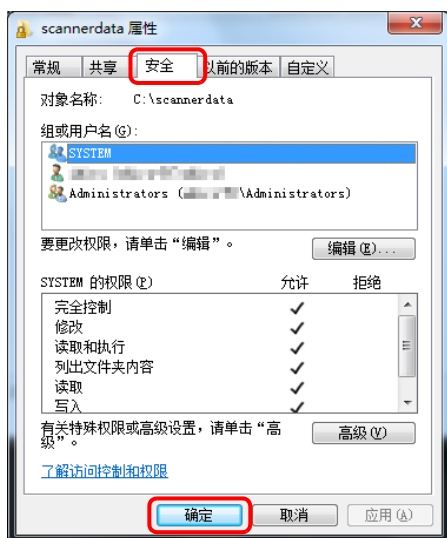 scannerdata 属性
常规 共享 安全 以前的版本 自定义
对象名称: C:\scannerdata
组或用户名(G):
SYSTEM
Administrators ( \Administrators)
要更改权限，请单击“编辑”。
编辑(E)...
SYSTEM 的权限(P) 允许 拒绝
完全控制
修改
读取和执行
列出文件夹内容
读取
写入
有关特殊权限或高级设置，请单击“高
级”。
高级(V)
了解访问控制和权限
确定 取消 应用(A)